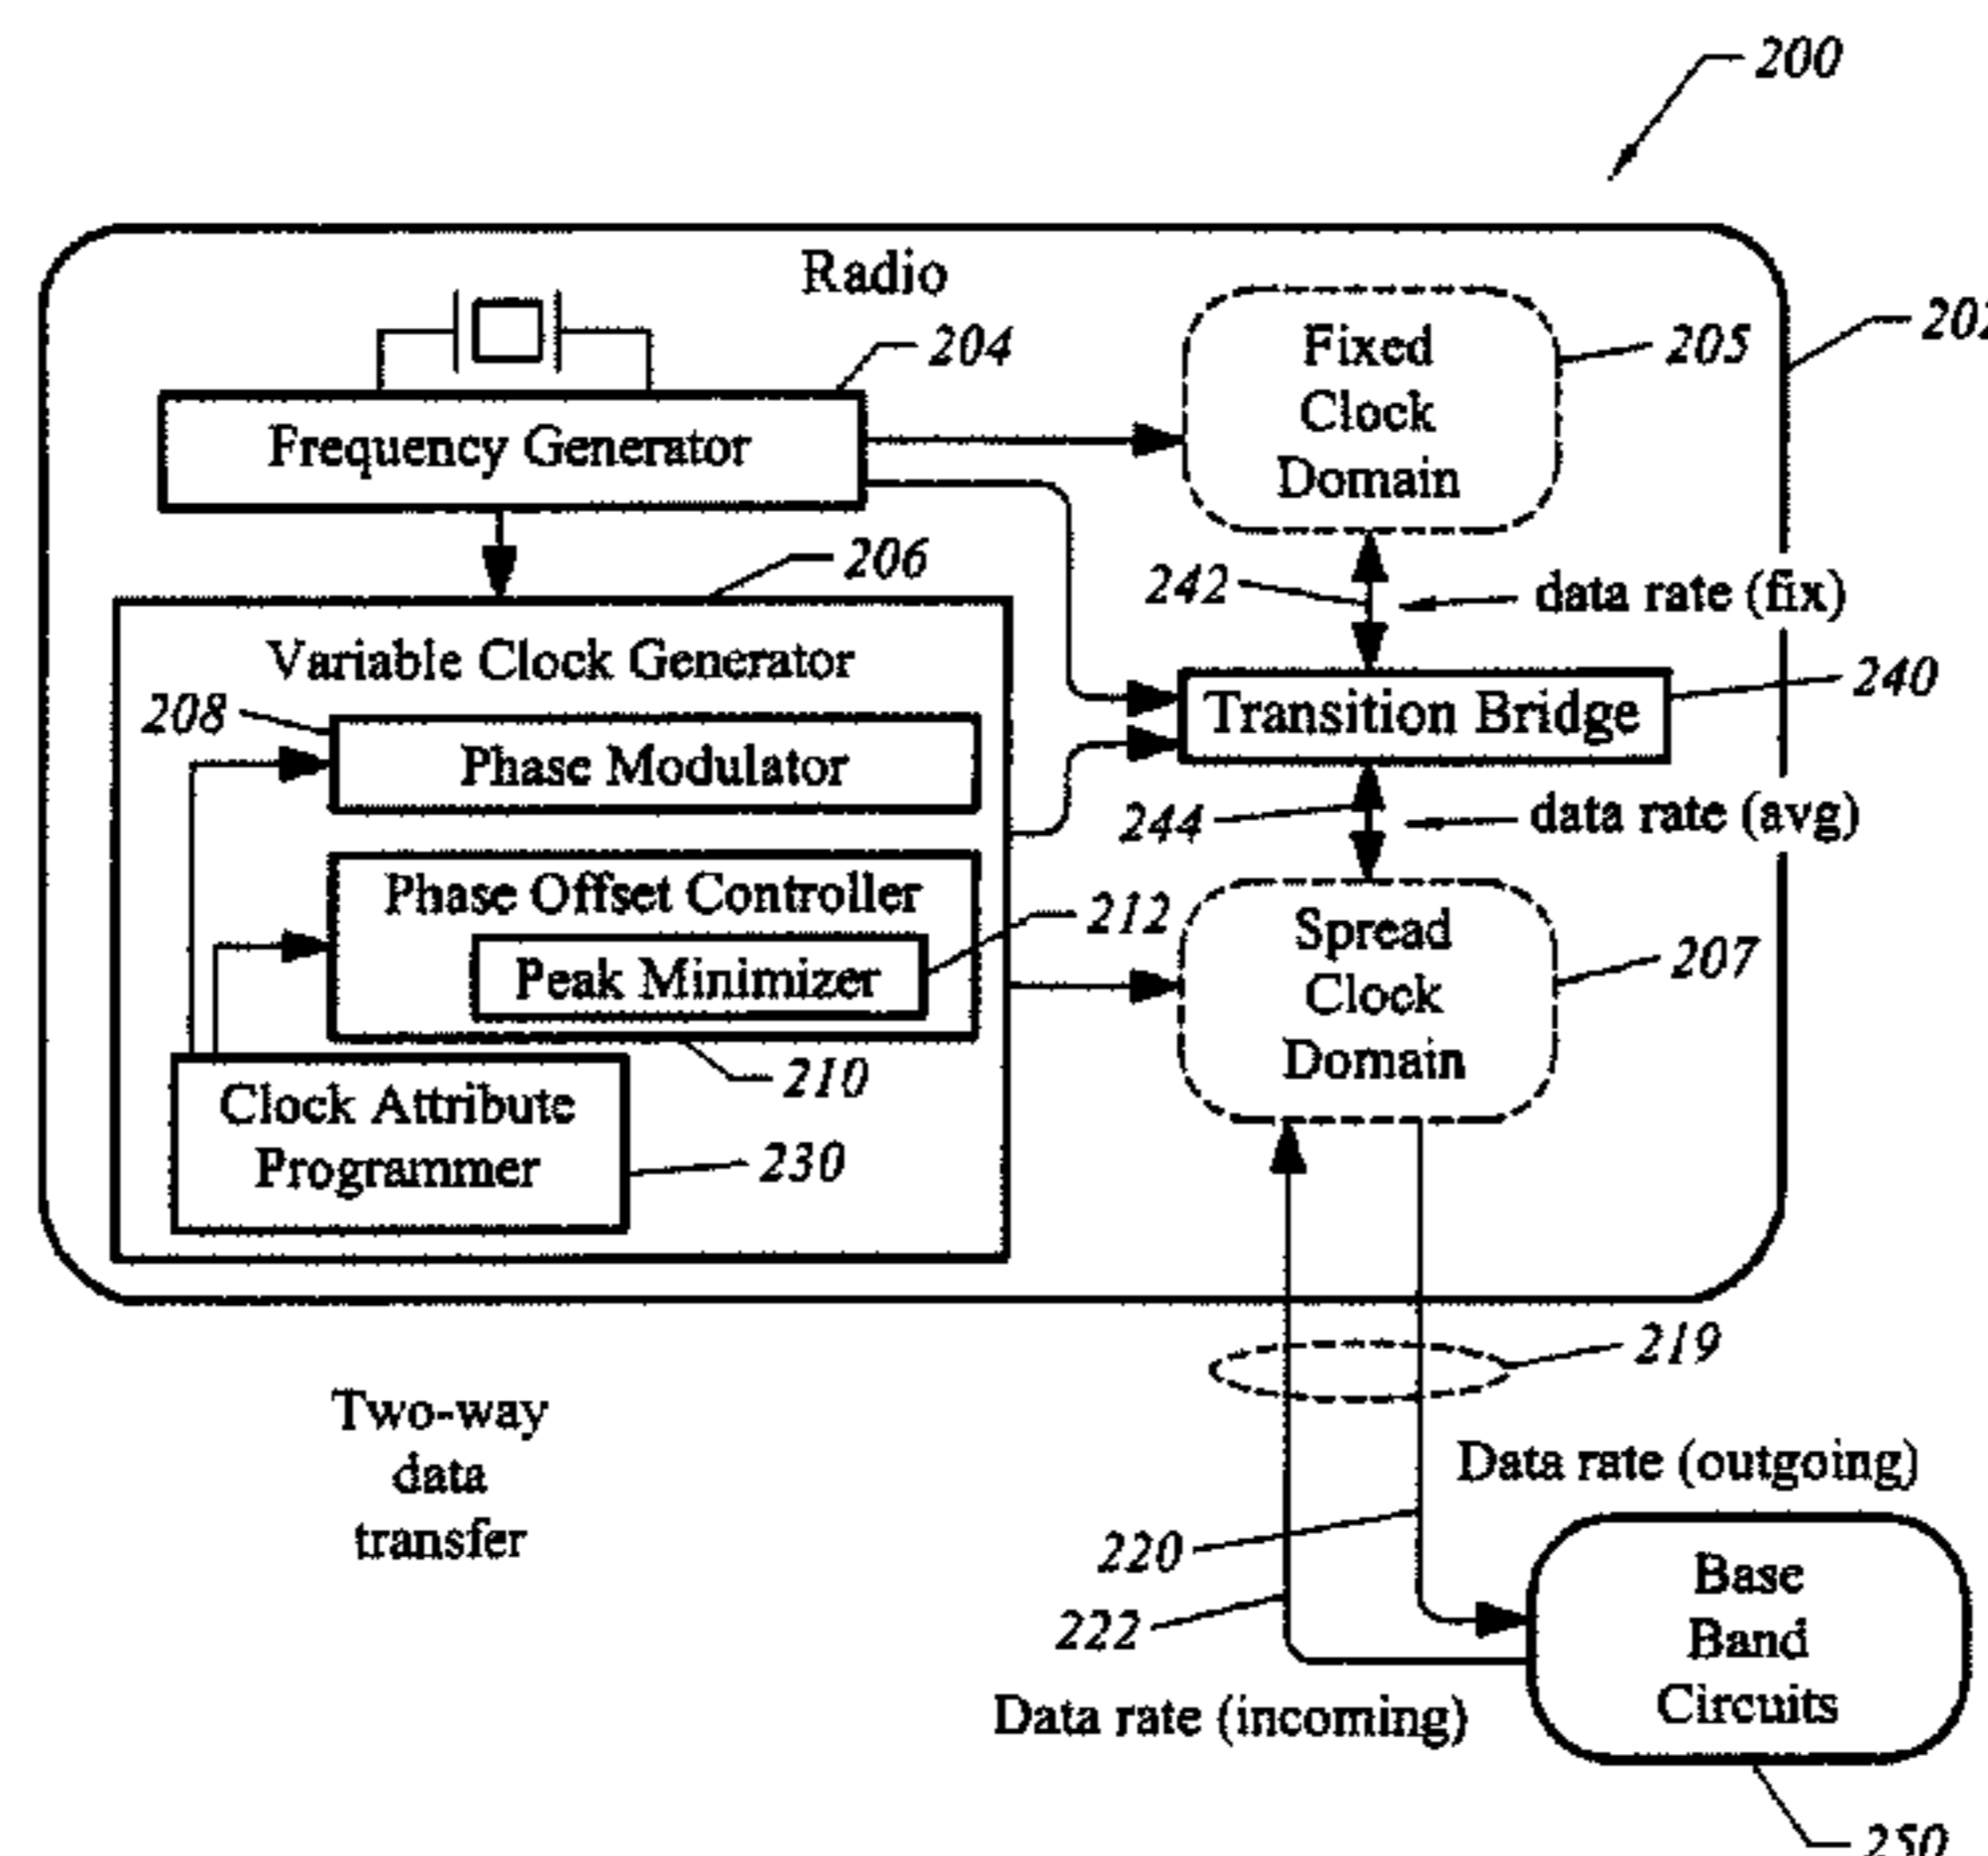 200
Radio
202
204
Fixed
Clock
Domain
205
Frequency Generator
206
242
data rate (fix)
Variable Clock Generator
240
208
Transition Bridge
Phase Modulator
244
data rate (avg)
Phase Offset Controller
212
Peak Minimizer
Spread
Clock
Domain
207
210
Clock Attribute
Programmer
230
219
Two-way
data
transfer
Data rate (outgoing)
220
222
Base
Band
Circuits
Data rate (incoming)
250